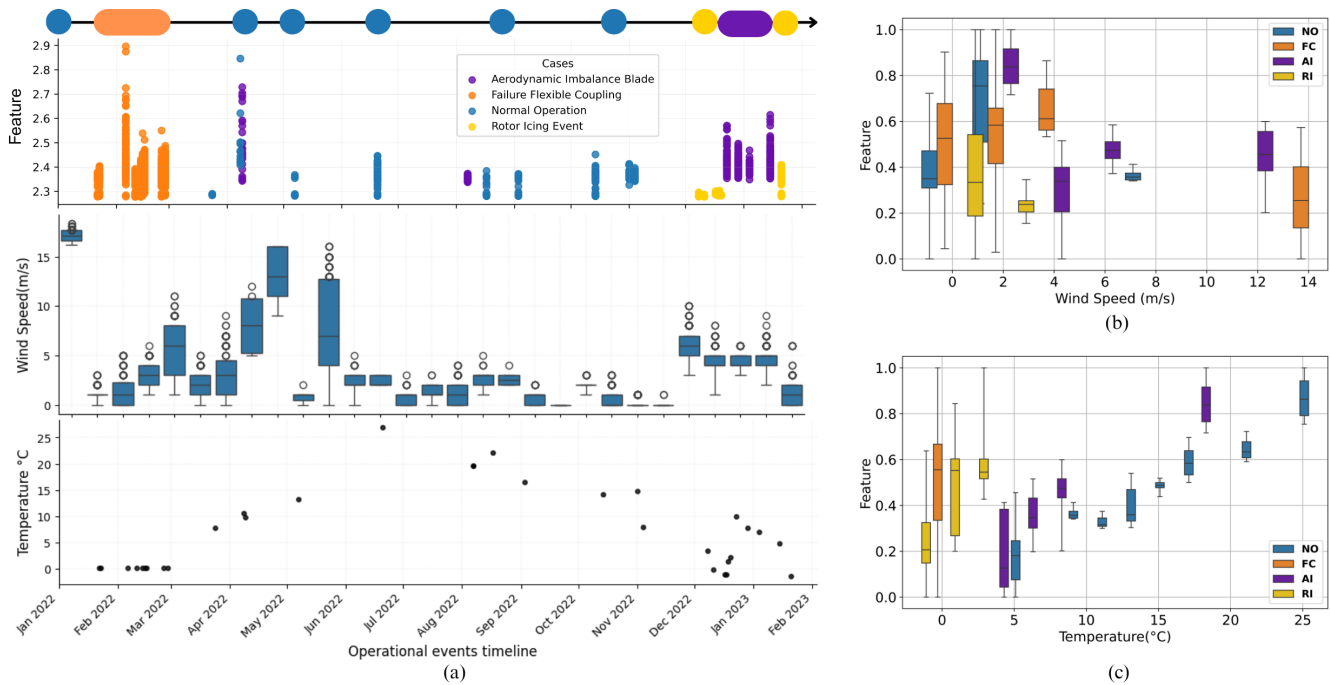 Feature
2.9
2.8
2.7
2.6
2.5
2.4
2.3
Cases
Aerodynamic Imbalance Blade
Failure Flexible Coupling
Normal Operation
Rotor Icing Event
Wind Speed(m/s)
15
10
5
0
Temperature °C
25
20
15
10
5
0
Jan 2022
Feb 2022
Mar 2022
Apr 2022
May 2022
Jun 2022
Jul 2022
Aug 2022
Sep 2022
Oct 2022
Nov 2022
Dec 2022
Jan 2023
Feb 2023
Operational events timeline
(a)
Feature
1.0
0.8
0.6
0.4
0.2
0.0
NO
FC
AI
RI
0 2 4 6 8 10 12 14
Wind Speed (m/s)
(b)
Feature
1.0
0.8
0.6
0.4
0.2
0.0
NO
FC
AI
RI
0 5 10 15 20 25
Temperature(°C)
(c)